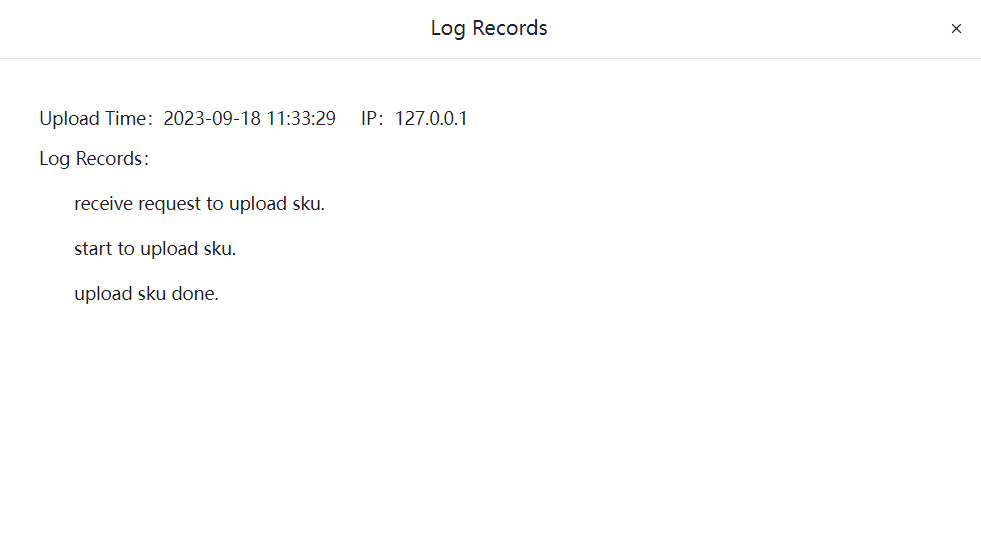 Log Records
×
Upload Time：2023-09-18 11:33:29 IP：127.0.0.1
Log Records：
receive request to upload sku.
start to upload sku.
upload sku done.